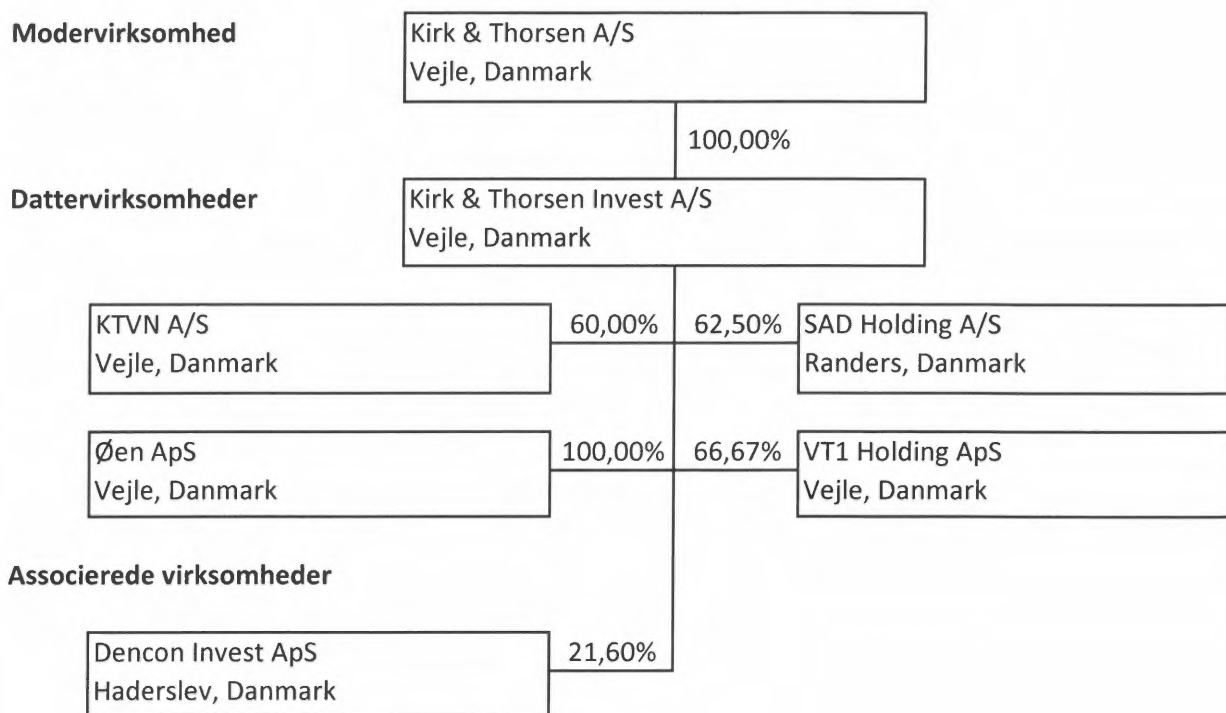 Modervirksomhed
Kirk & Thorsen A/S
Vejle, Danmark
100,00%
Dattervirksomheder
Kirk & Thorsen Invest A/S
Vejle, Danmark
KTVN A/S
Vejle, Danmark
60,00%
62,50%
SAD Holding A/S
Randers, Danmark
Øen ApS
Vejle, Danmark
100,00%
66,67%
VT1 Holding ApS
Vejle, Danmark
Associerede virksomheder
Dencon Invest ApS
Haderslev, Danmark
21,60%